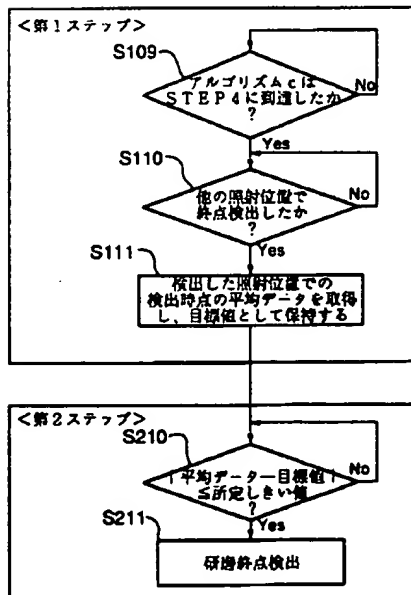 <第1ステップ>
S109
アルゴリズムcは
STEP4に到達したか
?
No
Yes
S110
他の照射位置で
終点検出したか
?
No
Yes
S111
検出した照射位置での
検出時点の平均データを取得
し、目標値として保持する
<第2ステップ>
S210
|平均データー目標値|
≦所定しきい値
?
No
Yes
S211
研磨終点検出